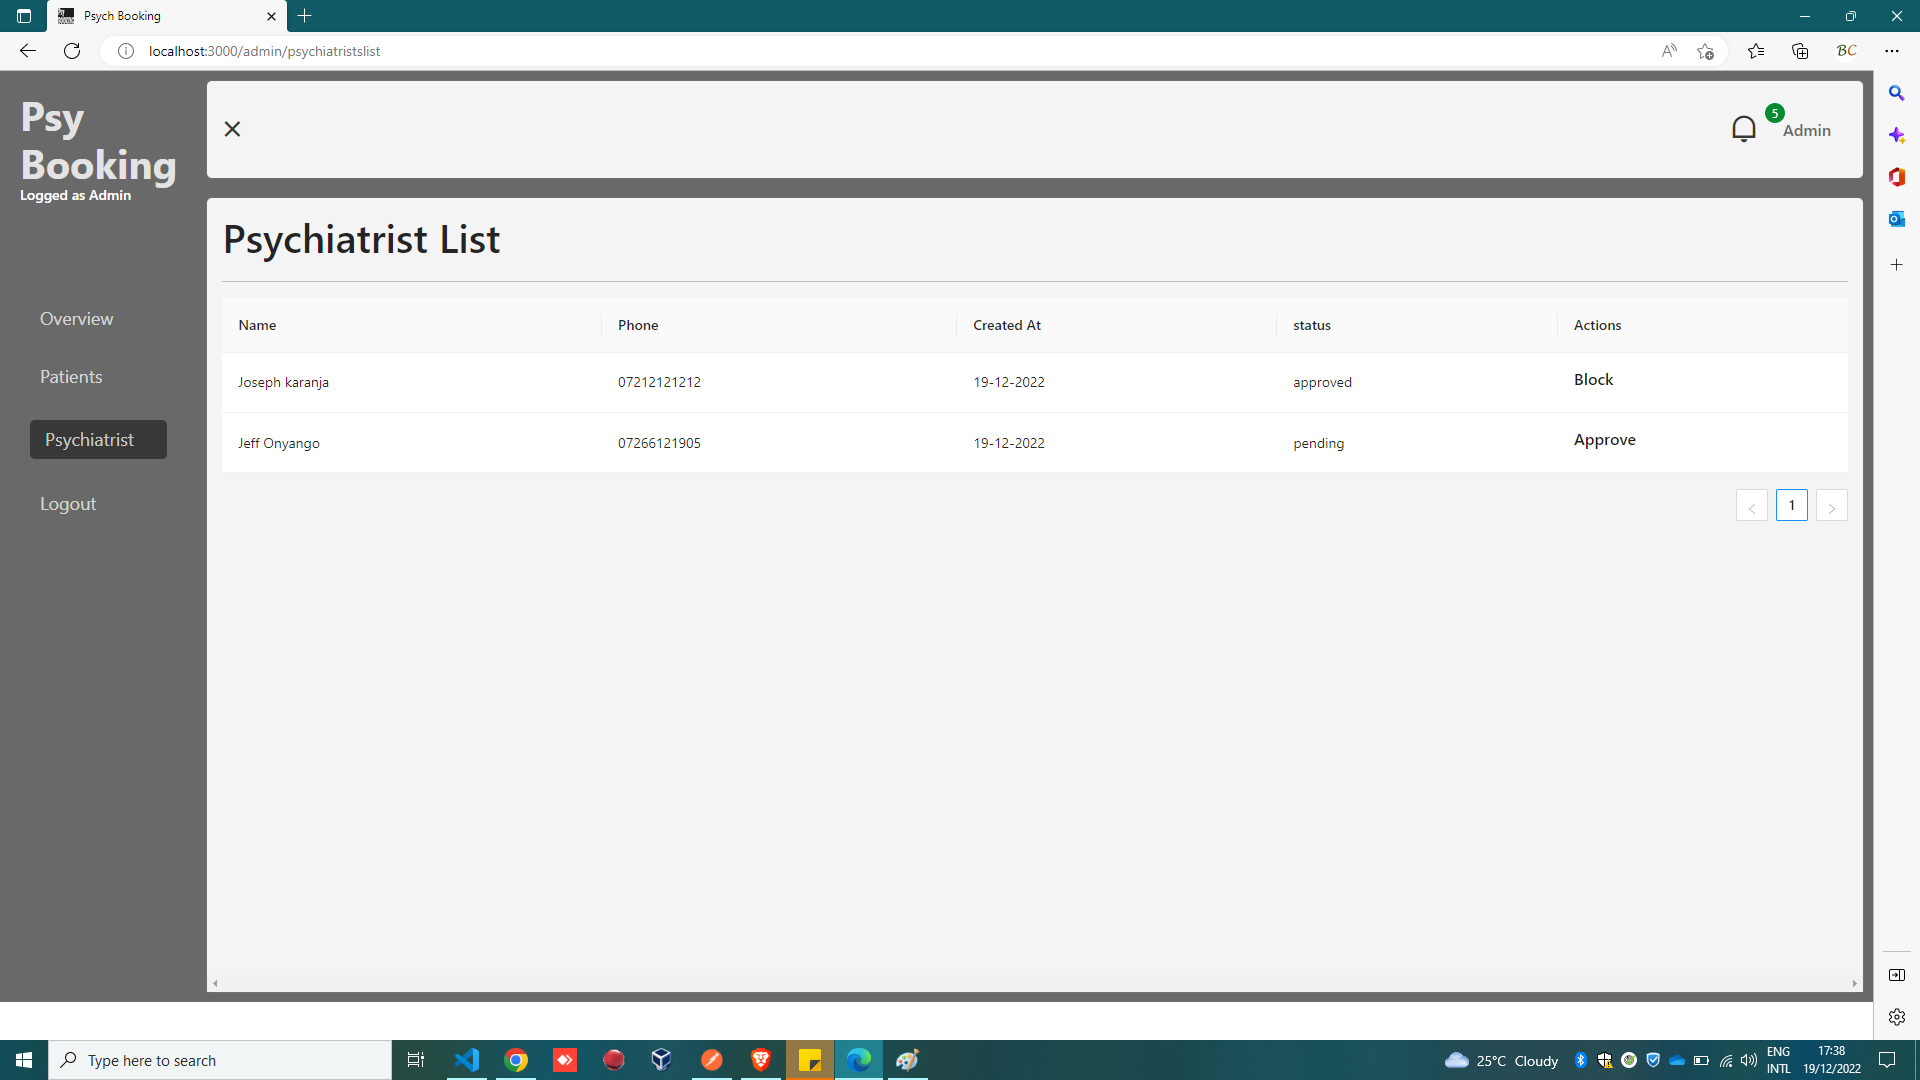 Psych Booking
localhost:3000/admin/psychiatristslist
BC
Psy
Booking
Logged as Admin
5
Admin
Overview
Patients
Psychiatrist
Logout
Psychiatrist List
Name Phone Created At status Actions
Joseph karanja 07212121212 19-12-2022 approved Block
Jeff Onyango 07266121905 19-12-2022 pending Approve
< 1 >
Type here to search
25°C Cloudy
ENG
INTL
17:38
19/12/2022